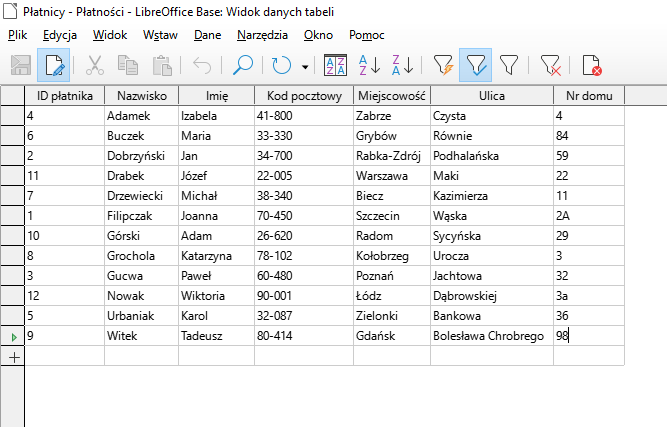 Płatnicy - Płatności - LibreOffice Base: Widok danych tabeli
Plik Edycja Widok Wstaw Dane Narzędzia Okno Pomoc
ID płatnika Nazwisko Imię Kod pocztowy Miejscowość Ulica Nr domu
4 Adamek Izabela 41-800 Zabrze Czysta 4
6 Buczek Maria 33-330 Grybów Równie 84
2 Dobrzyński Jan 34-700 Rabka-Zdrój Podhalańska 59
11 Drabek Józef 22-005 Warszawa Maki 22
7 Drzewiecki Michał 38-340 Biecz Kazimierza 11
1 Filipczak Joanna 70-450 Szczecin Wąska 2A
10 Górski Adam 26-620 Radom Sycyńska 29
8 Grochola Katarzyna 78-102 Kołobrzeg Urocza 3
3 Gucwa Paweł 60-480 Poznań Jachtowa 32
12 Nowak Wiktoria 90-001 Łódz Dąbrowskiej 3a
5 Urbaniak Karol 32-087 Zielonki Bankowa 36
9 Witek Tadeusz 80-414 Gdańsk Bolesława Chrobrego 98